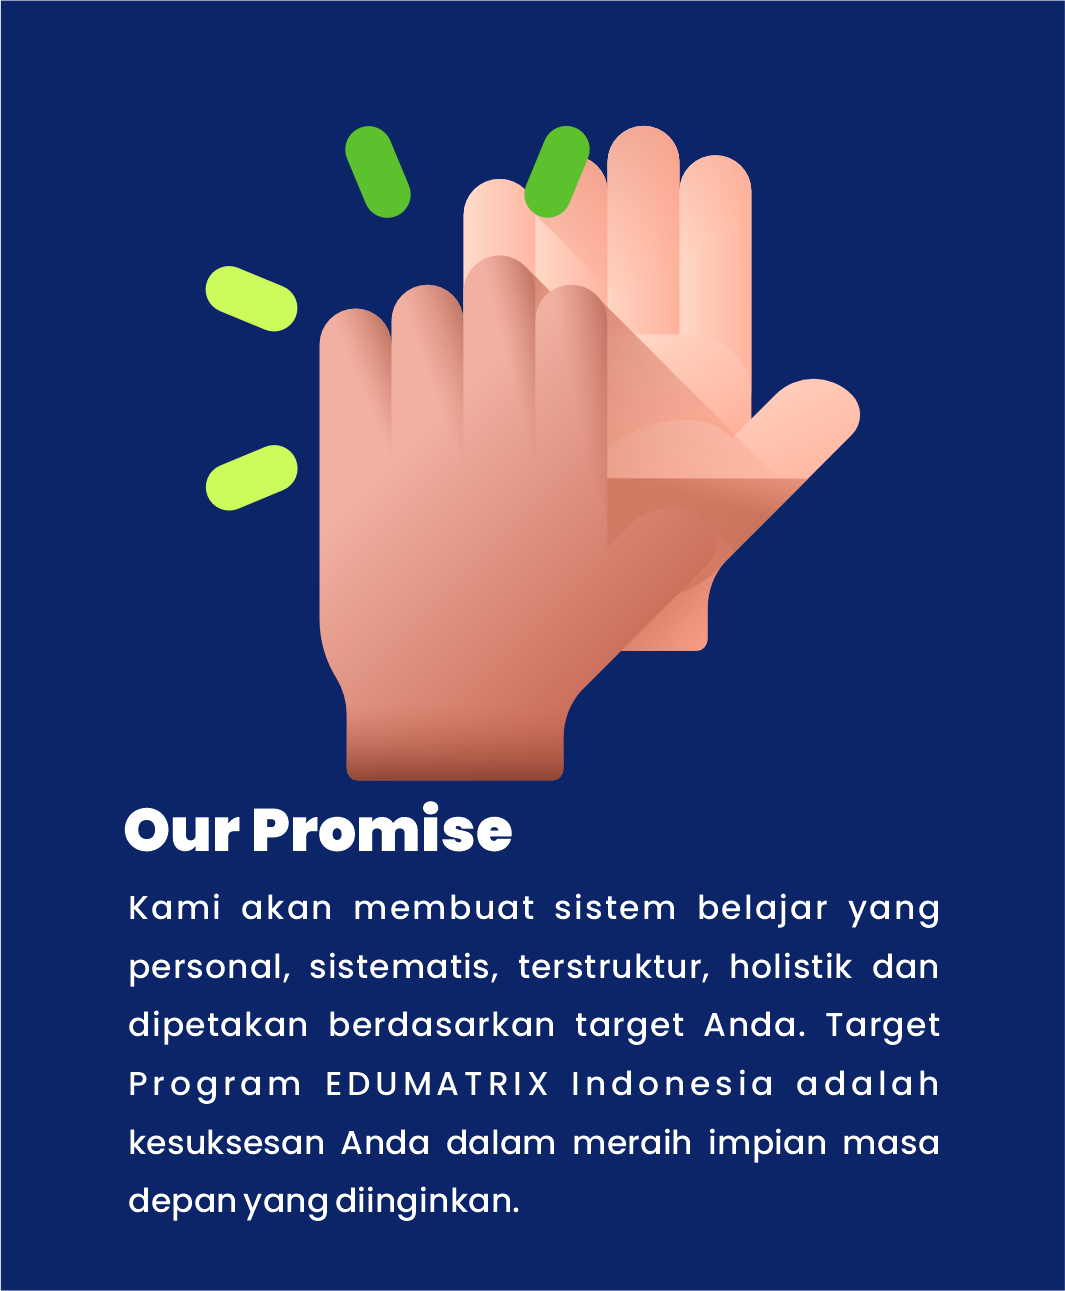 Our Promise
Kami akan membuat sistem belajar yang
personal, sistematis, terstruktur, holistik dan
dipetakan berdasarkan target Anda. Target
Program EDUMATRIX Indonesia adalah
kesuksesan Anda dalam meraih impian masa
depan yang diinginkan.